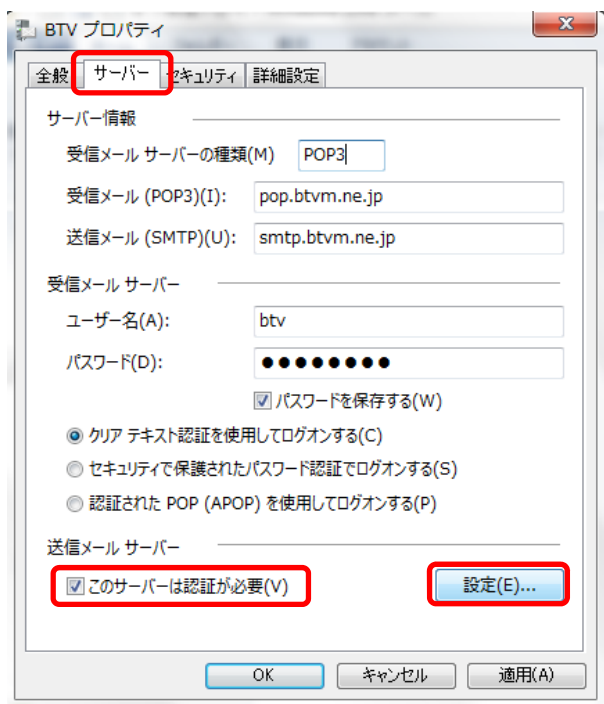 BTV プロパティ
全般 サーバー セキュリティ 詳細設定
サーバー情報
受信メール サーバーの種類(M) POP3
受信メール (POP3)(I): pop.btvm.ne.jp
送信メール (SMTP)(U): smtp.btvm.ne.jp
受信メール サーバー
ユーザー名(A): btv
パスワード(D): ●●●●●●●●
パスワードを保存する(W)
クリア テキスト認証を使用してログオンする(C)
セキュリティで保護されたパスワード認証でログオンする(S)
認証された POP (APOP) を使用してログオンする(P)
送信メール サーバー
このサーバーは認証が必要(V) 設定(E)...
OK キャンセル 適用(A)